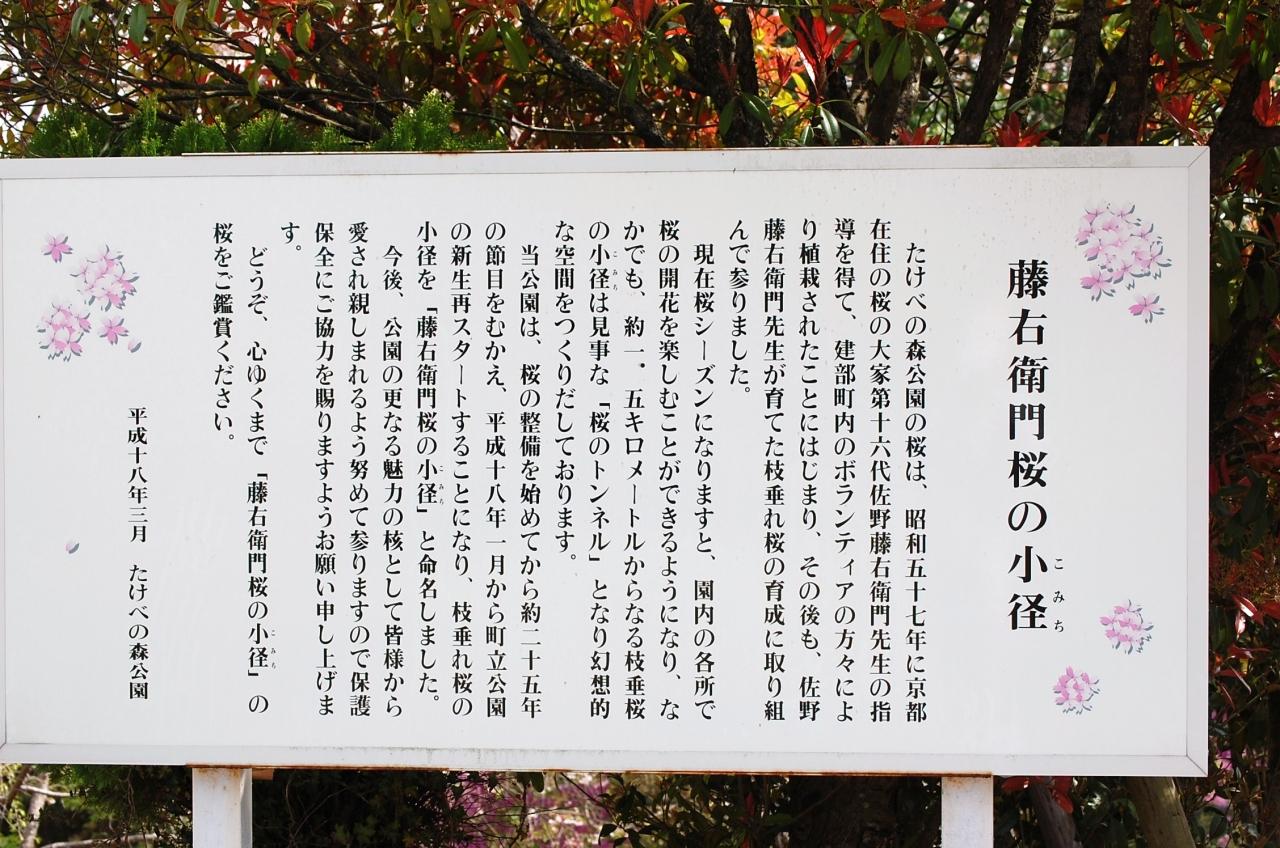 藤右衛門桜の小径
こみち
たけべの森公園の桜は、昭和五十七年に京都
在住の桜の大家第十六代佐野藤右衛門先生の指
導を得て、建部町内のボランティアの方々によ
り植栽されたことにはじまり、その後も、佐野
藤右衛門先生が育てた枝垂れ桜の育成に取り組
んで参りました。
現在桜シーズンになりますと、園内の各所で
桜の開花を楽しむことができるようになり、な
かでも、約一．五キロメートルからなる枝垂桜
の小径は見事な「桜のトンネル」となり幻想的
こみち
な空間をつくりだしております。
当公園は、桜の整備を始めてから約二十五年
の節目をむかえ、平成十八年一月から町立公園
の新生再スタートすることになり、枝垂れ桜の
小径を「藤右衛門桜の小径」と命名しました。
こみち
今後、公園の更なる魅力の核として皆様から
愛され親しまれるよう努めて参りますので保護
保全にご協力を賜りますようお願い申し上げま
す。
どうぞ、心ゆくまで「藤右衛門桜の小径」の
こみち
桜をご鑑賞ください。
平成十八年三月　たけべの森公園